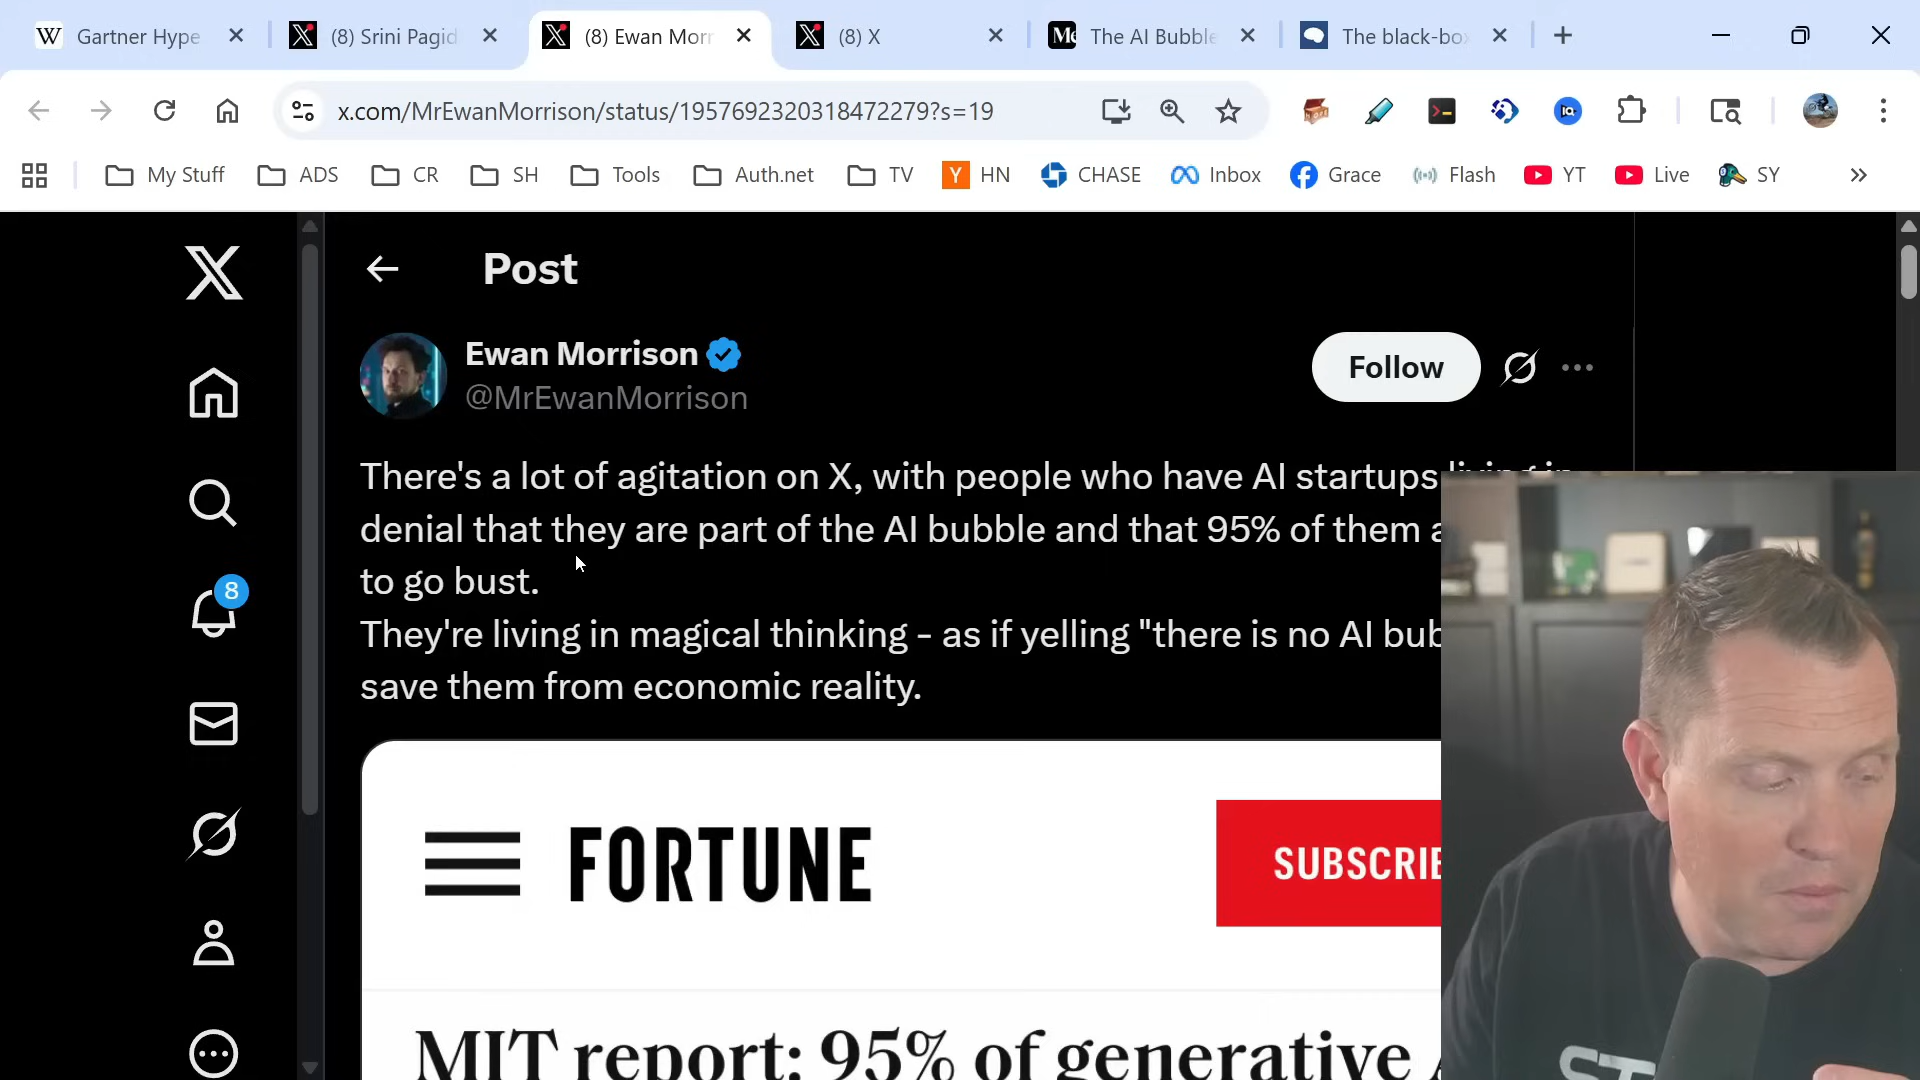 Gartner Hype
(8) Srini Pagid
(8) Ewan Morr
(8) X
The AI Bubble
The black-box
x.com/MrEwanMorrison/status/1957692320318472279?s=19
My Stuff
ADS
CR
SH
Tools
Auth.net
TV
HN
CHASE
Inbox
Grace
Flash
YT
Live
SY
Post
Ewan Morrison
@MrEwanMorrison
Follow
There's a lot of agitation on X, with people who have AI startups living in
denial that they are part of the AI bubble and that 95% of them
to go bust.
They're living in magical thinking - as if yelling "there is no AI bub
save them from economic reality.
8
FORTUNE
SUBSCRIB
MIT report: 95% of generative
ST